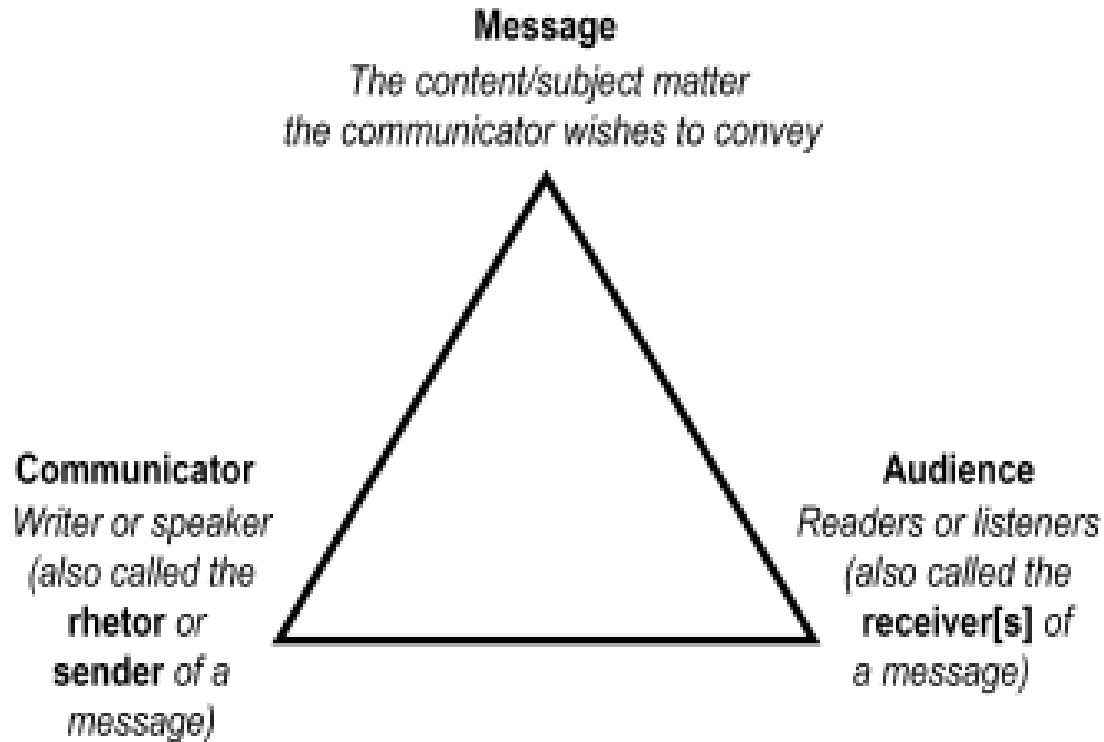 Message
The content/subject matter
the communicator wishes to convey
Communicator
Writer or speaker
(also called the
rhetor or
sender of a
message)
Audience
Readers or listeners
(also called the
receiver[s] of
a message)